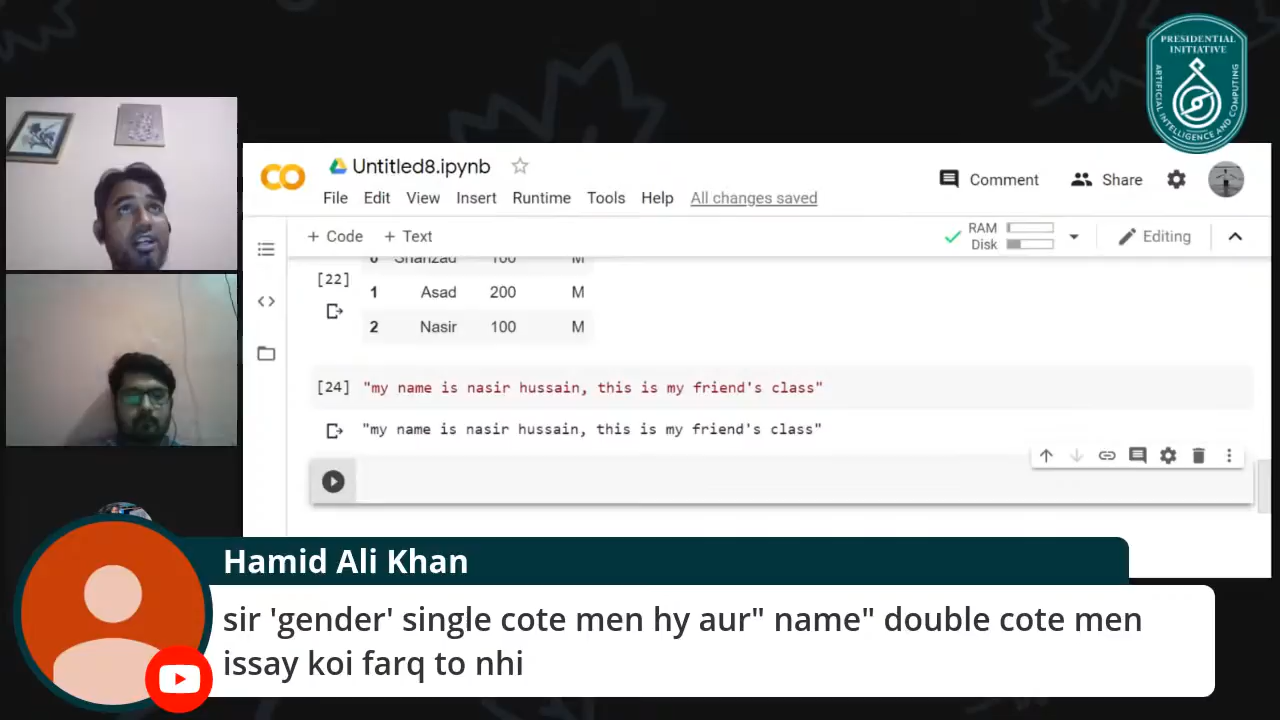 PRESIDENTIAL
INITIATIVE
ARTIFICIAL INTELLIGENCE AND COMPUTING
Untitled8.ipynb
Comment
Share
File Edit View Insert Runtime Tools Help All changes saved
+ Code + Text
RAM
Disk
Editing
0 Shahzad 100 M
[22]
1 Asad 200 M
2 Nasir 100 M
[24] "my name is nasir hussain, this is my friend's class"
"my name is nasir hussain, this is my friend's class"
Hamid Ali Khan
sir 'gender' single cote men hy aur" name" double cote men
issay koi farq to nhi